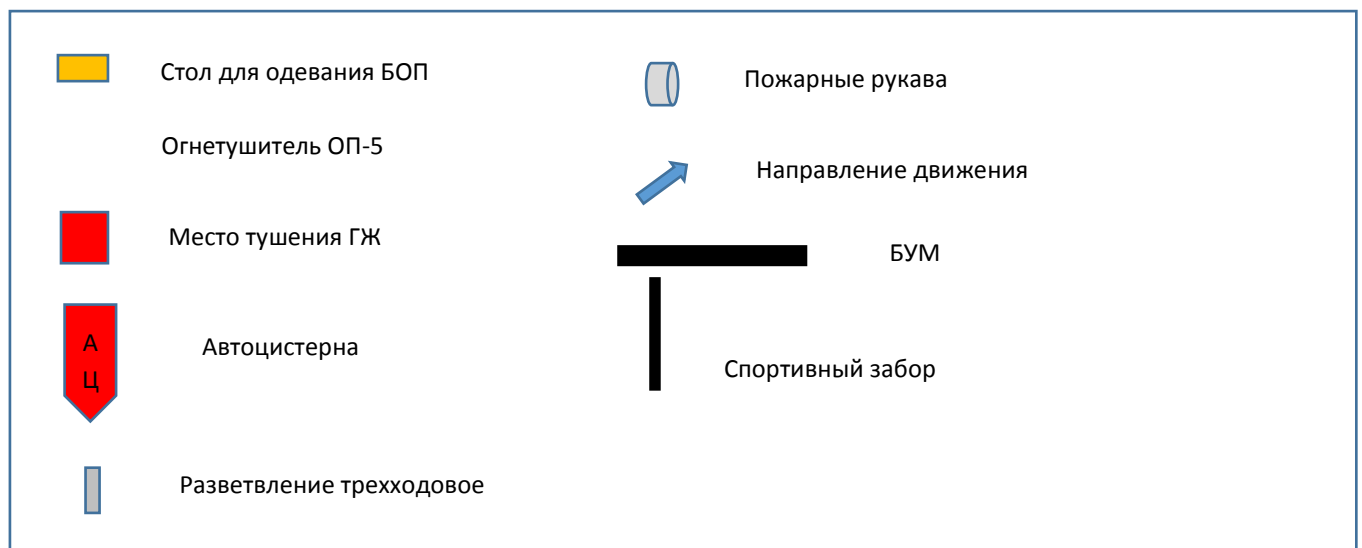 Стол для одевания БОП
Огнетушитель ОП-5
Место тушения ГЖ
А
Ц
Автоцистерна
Разветвление трехходовое
Пожарные рукава
Направление движения
БУМ
Спортивный забор